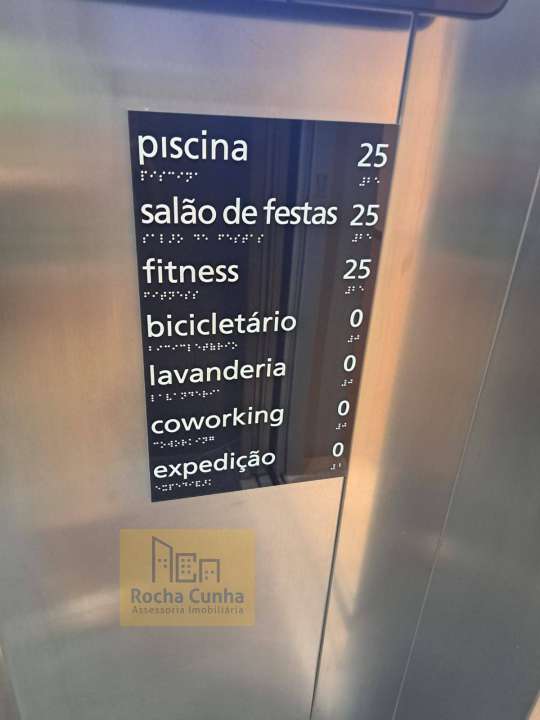 piscina 25
salão de festas 25
fitness 25
bicicletário 0
lavanderia 0
coworking 0
expedição 0
Rocha Cunha
Assessoria Imobiliária